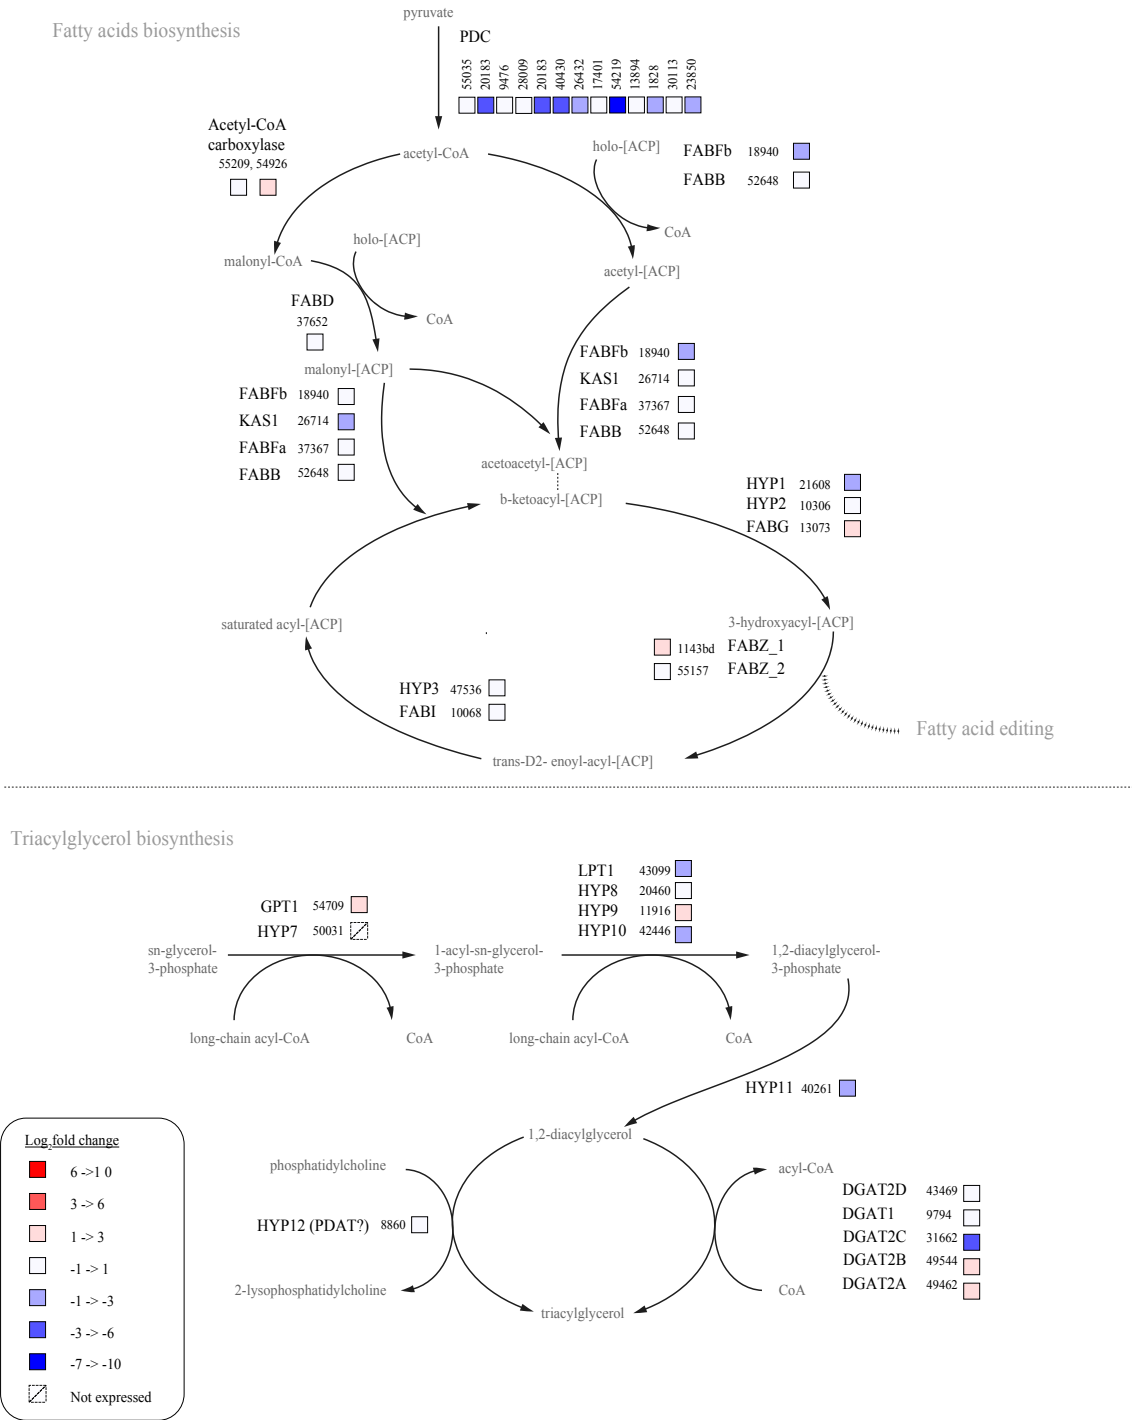 Fatty acids biosynthesis
pyruvate
PDC
55035
20183
9476
28009
20183
40430
26432
17401
54219
13894
1828
30113
23850
Acetyl-CoA
carboxylase
55209, 54926
acetyl-CoA
holo-[ACP]
FABFb 18940
FABB 52648
CoA
holo-[ACP]
malonyl-CoA
acetyl-[ACP]
FABD
37652
CoA
malonyl-[ACP]
FABFb 18940
KAS1 26714
FABFa 37367
FABB 52648
FABFb 18940
KAS1 26714
FABFa 37367
FABB 52648
acetoacetyl-[ACP]
b-ketoacyl-[ACP]
HYP1 21608
HYP2 10306
FABG 13073
saturated acyl-[ACP]
3-hydroxyacyl-[ACP]
1143bd FABZ_1
55157 FABZ_2
HYP3 47536
FABI 10068
Fatty acid editing
trans-D2- enoyl-acyl-[ACP]
Triacylglycerol biosynthesis
GPT1 54709
HYP7 50031
LPT1 43099
HYP8 20460
HYP9 11916
HYP10 42446
sn-glycerol-
3-phosphate
1-acyl-sn-glycerol-
3-phosphate
1,2-diacylglycerol-
3-phosphate
long-chain acyl-CoA
CoA
long-chain acyl-CoA
CoA
HYP11 40261
1,2-diacylglycerol
phosphatidylcholine
acyl-CoA
HYP12 (PDAT?) 8860
DGAT2D 43469
DGAT1 9794
DGAT2C 31662
DGAT2B 49544
DGAT2A 49462
2-lysophosphatidylcholine
CoA
triacylglycerol
Log2fold change
6 ->1 0
3 -> 6
1 -> 3
-1 -> 1
-1 -> -3
-3 -> -6
-7 -> -10
Not expressed